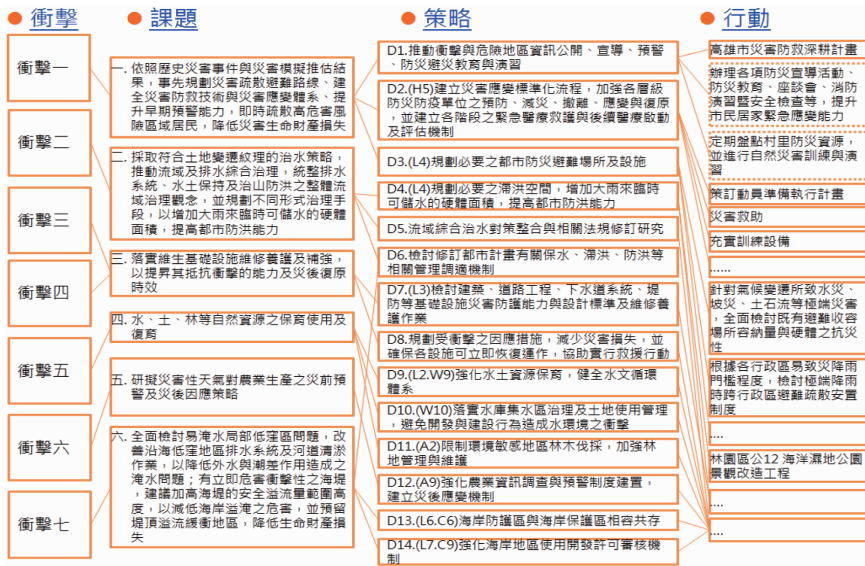 衝擊
課題
策略
行動
衝擊一
衝擊二
衝擊三
衝擊四
衝擊五
衝擊六
衝擊七
一. 依照歷史災害事件與災害模擬推估結
果，事先規劃災害疏散避難路線、建
全災害防救技術與災害應變體系、提
升早期預警能力，即時疏散高危害風
險區域居民，降低災害生命財產損失
二. 採取符合土地變遷紋理的治水策略，
推動流域及排水綜合治理，統整排水
系統、水土保持及治山防洪之整體流
域治理觀念，並規劃不同形式治理手
段，以增加大雨來臨時可儲水的硬體
面積，提高都市防洪能力
三. 落實維生基礎設施維修養護及補強，
以提昇其抵抗衝擊的能力及災後復原
時效
四. 水、土、林等自然資源之保育使用及
復育
五. 研擬災害性天氣對農業生產之災前預
警及災後因應策略
六. 全面檢討易淹水局部低窪區問題，改
善沿海低窪地區排水系統及河道清淤
作業，以降低外水與潮差作用造成之
淹水問題；有立即危害衝擊性之海堤
，建議加高海堤的安全溢流量範圍高
度，以減低海岸溢淹之危害，並預留
堤頂溢流緩衝地區，降低生命財產損
失
D1.推動衝擊與危險地區資訊公開、宣導、預警
、防災避災教育與演習
D2.(H5)建立災害應變標準化流程，加強各層級
防災防疫單位之預防、減災、撤離、應變與復原
，並建立各階段之緊急醫療救護與後續醫療啟動
及評估機制
D3.(L4)規劃必要之都市防災避難場所及設施
D4.(L4)規劃必要之滯洪空間，增加大雨來臨時
可儲水的硬體面積，提高都市防洪能力
D5.流域綜合治水對策整合與相關法規修訂研究
D6.檢討修訂都市計畫有關保水、滯洪、防洪等
相關管理調適機制
D7.(L3)檢討建築、道路工程、下水道系統、堤
防等基礎設施災害防護能力與設計標準及維修養
護作業
D8.規劃受衝擊之因應措施，減少災害損失，並
確保各設施可立即恢復運作，協助實行救援行動
D9.(L2.W9)強化水土資源保育，健全水文循環
體系
D10.(W10)落實水庫集水區治理及土地使用管理
，避免開發與建設行為造成水環境之衝擊
D11.(A2)限制環境敏感地區林木伐採，加強林
地管理與維護
D12.(A9)強化農業資訊調查與預警制度建置，
建立災後應變機制
D13.(L6.C6)海岸防護區與海岸保護區相容共存
D14.(L7.C9)強化海岸地區使用開發許可審核機
制
高雄市災害防救深耕計畫
辦理各項防災宣導活動、
防災教育、座談會、消防
演習暨安全檢查等，提升
市民居家緊急應變能力
定期盤點村里防災資源，
並進行自然災害訓練與演
習
策訂動員準備執行計畫
災害救助
充實訓練設備
......
針對氣候變遷所致水災、
坡災、土石流等極端災害
，全面檢討既有避難收容
場所容納量與硬體之抗災
性
根據各行政區易致災降雨
門檻程度，檢討極端降雨
時跨行政區避難疏散安置
制度
....
林園區公12 海洋濕地公園
景觀改造工程
....
....